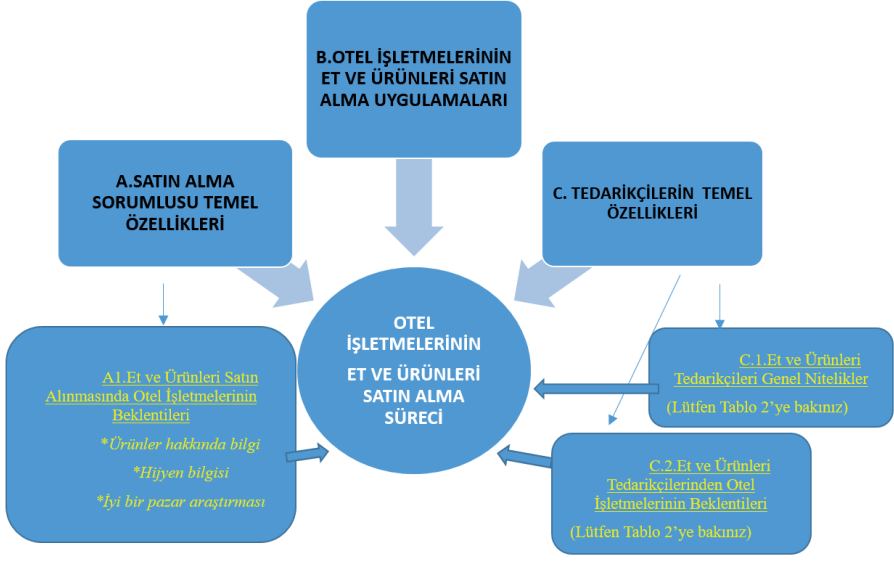 B.OTEL İŞLETMELERİNİN
ET VE ÜRÜNLERİ SATIN
ALMA UYGULAMALARI
A.SATIN ALMA
SORUMLUSU TEMEL
ÖZELLİKLERİ
C. TEDARİKÇİLERİN TEMEL
ÖZELLİKLERİ
OTEL
İŞLETMELERİNİN
ET VE ÜRÜNLERİ
SATIN ALMA
SÜRECİ
A1.Et ve Ürünleri Satın
Alınmasında Otel İşletmelerinin
Beklentileri
*Ürünler hakkında bilgi
*Hijyen bilgisi
*İyi bir pazar araştırması
C.1.Et ve Ürünleri
Tedarikçileri Genel Nitelikler
(Lütfen Tablo 2’ye bakınız)
C.2.Et ve Ürünleri
Tedarikçilerinden Otel
İşletmelerinin Beklentileri
(Lütfen Tablo 2’ye bakınız)